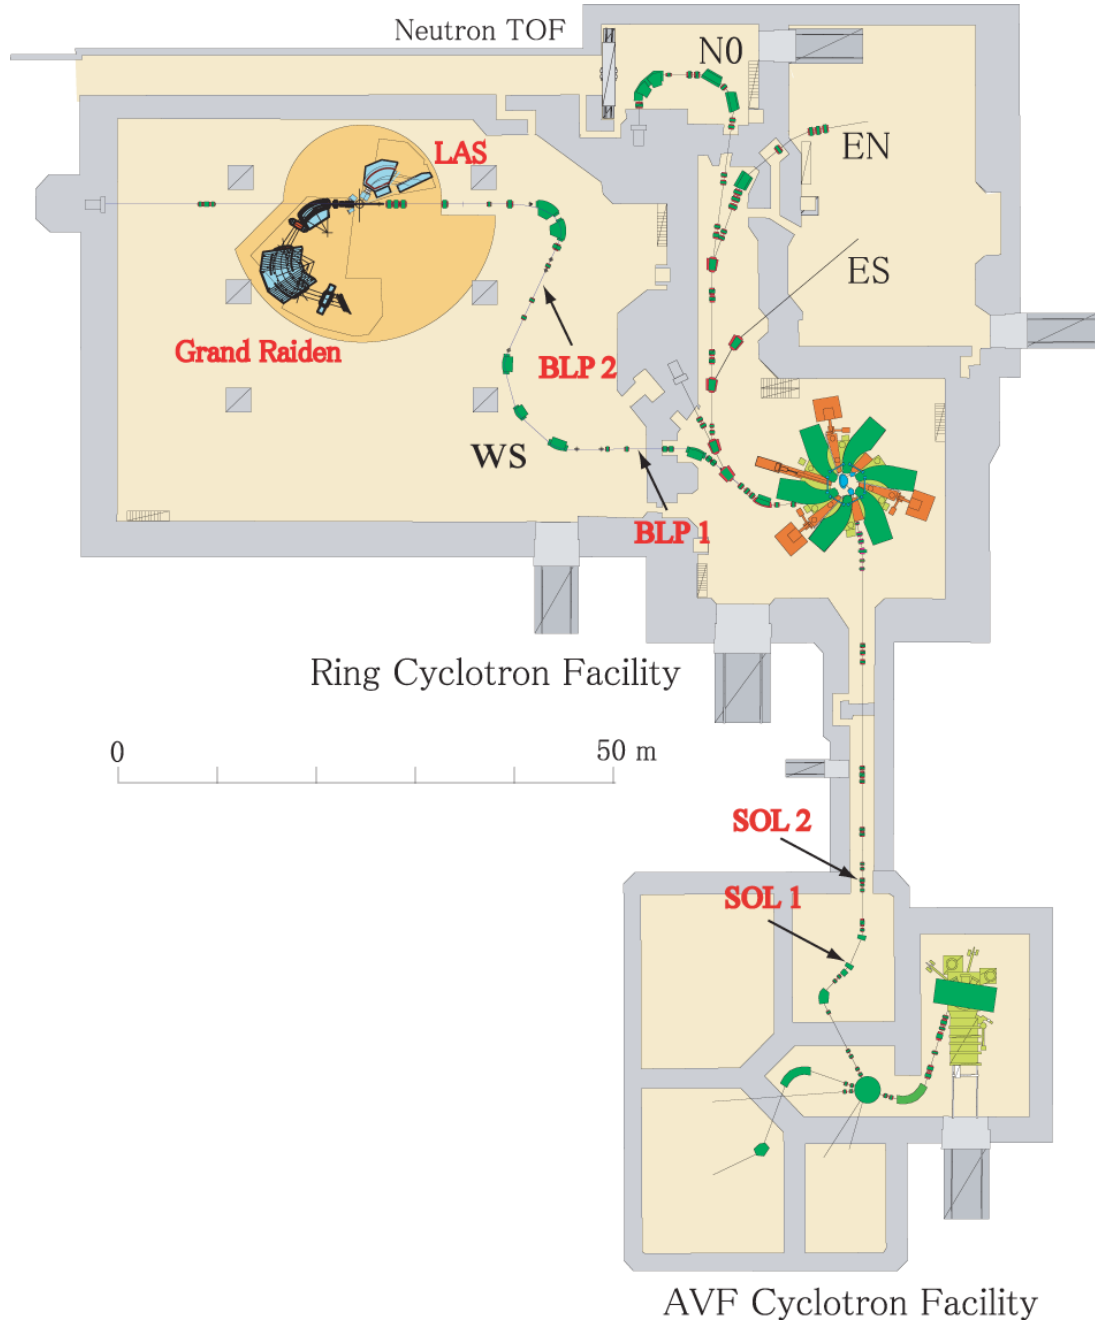 Neutron TOF
N0
EN
LAS
ES
Grand Raiden
BLP 2
WS
BLP 1
Ring Cyclotron Facility
0
50 m
SOL 2
SOL 1
AVF Cyclotron Facility